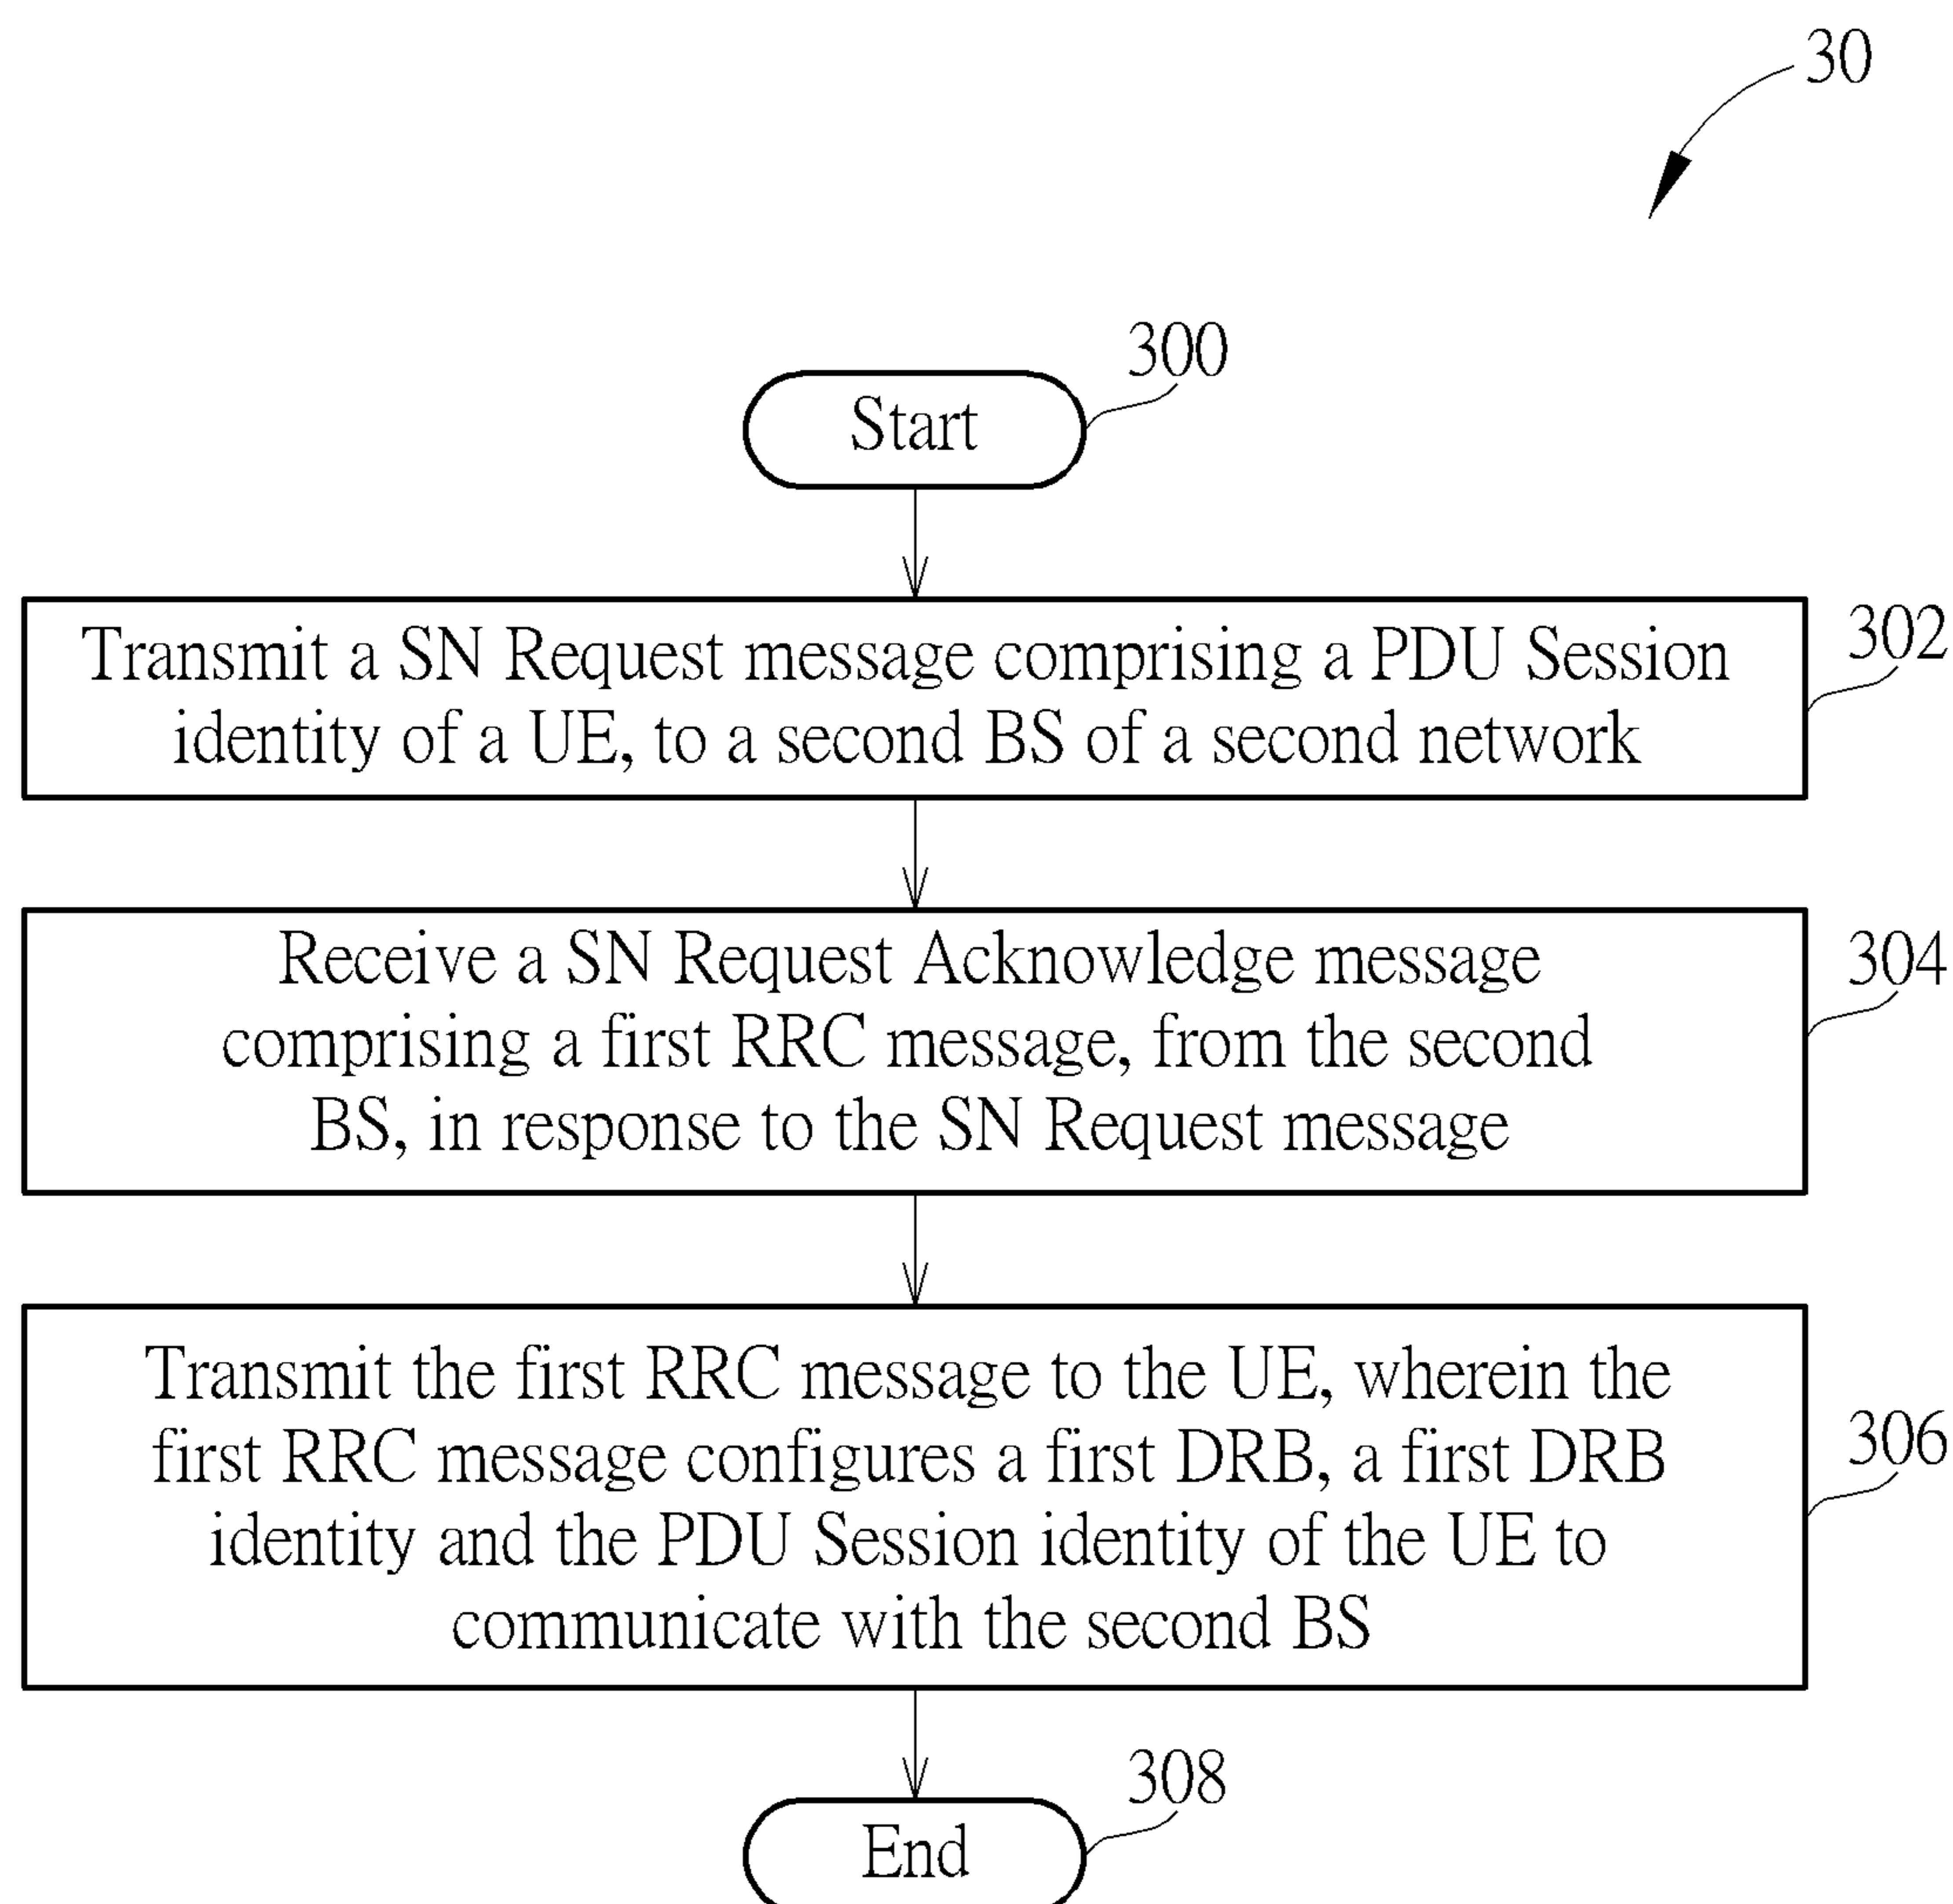 30
300
Start
302
Transmit a SN Request message comprising a PDU Session
identity of a UE, to a second BS of a second network
304
Receive a SN Request Acknowledge message
comprising a first RRC message, from the second
BS, in response to the SN Request message
306
Transmit the first RRC message to the UE, wherein the
first RRC message configures a first DRB, a first DRB
identity and the PDU Session identity of the UE to
communicate with the second BS
308
End